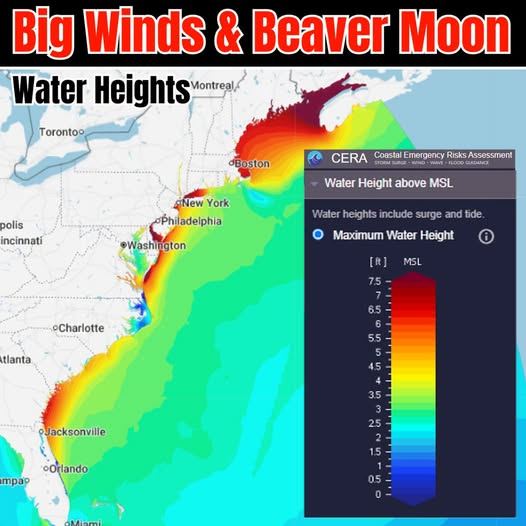 Big Winds & Beaver Moon
Water Heights
Montreal
Toronto
Boston
New York
Philadelphia
polis
incinnati
Washington
Charlotte
Atlanta
Jacksonville
Orlando
ampa
Miami
CERA Coastal Emergency Risks Assessment
STORM SURGE · WIND · WAVE · FLOOD GUIDANCE
Water Height above MSL
Water heights include surge and tide.
Maximum Water Height
[ft] MSL
7.5
7
6.5
6
5.5
5
4.5
4
3.5
3
2.5
2
1.5
1
0.5
0